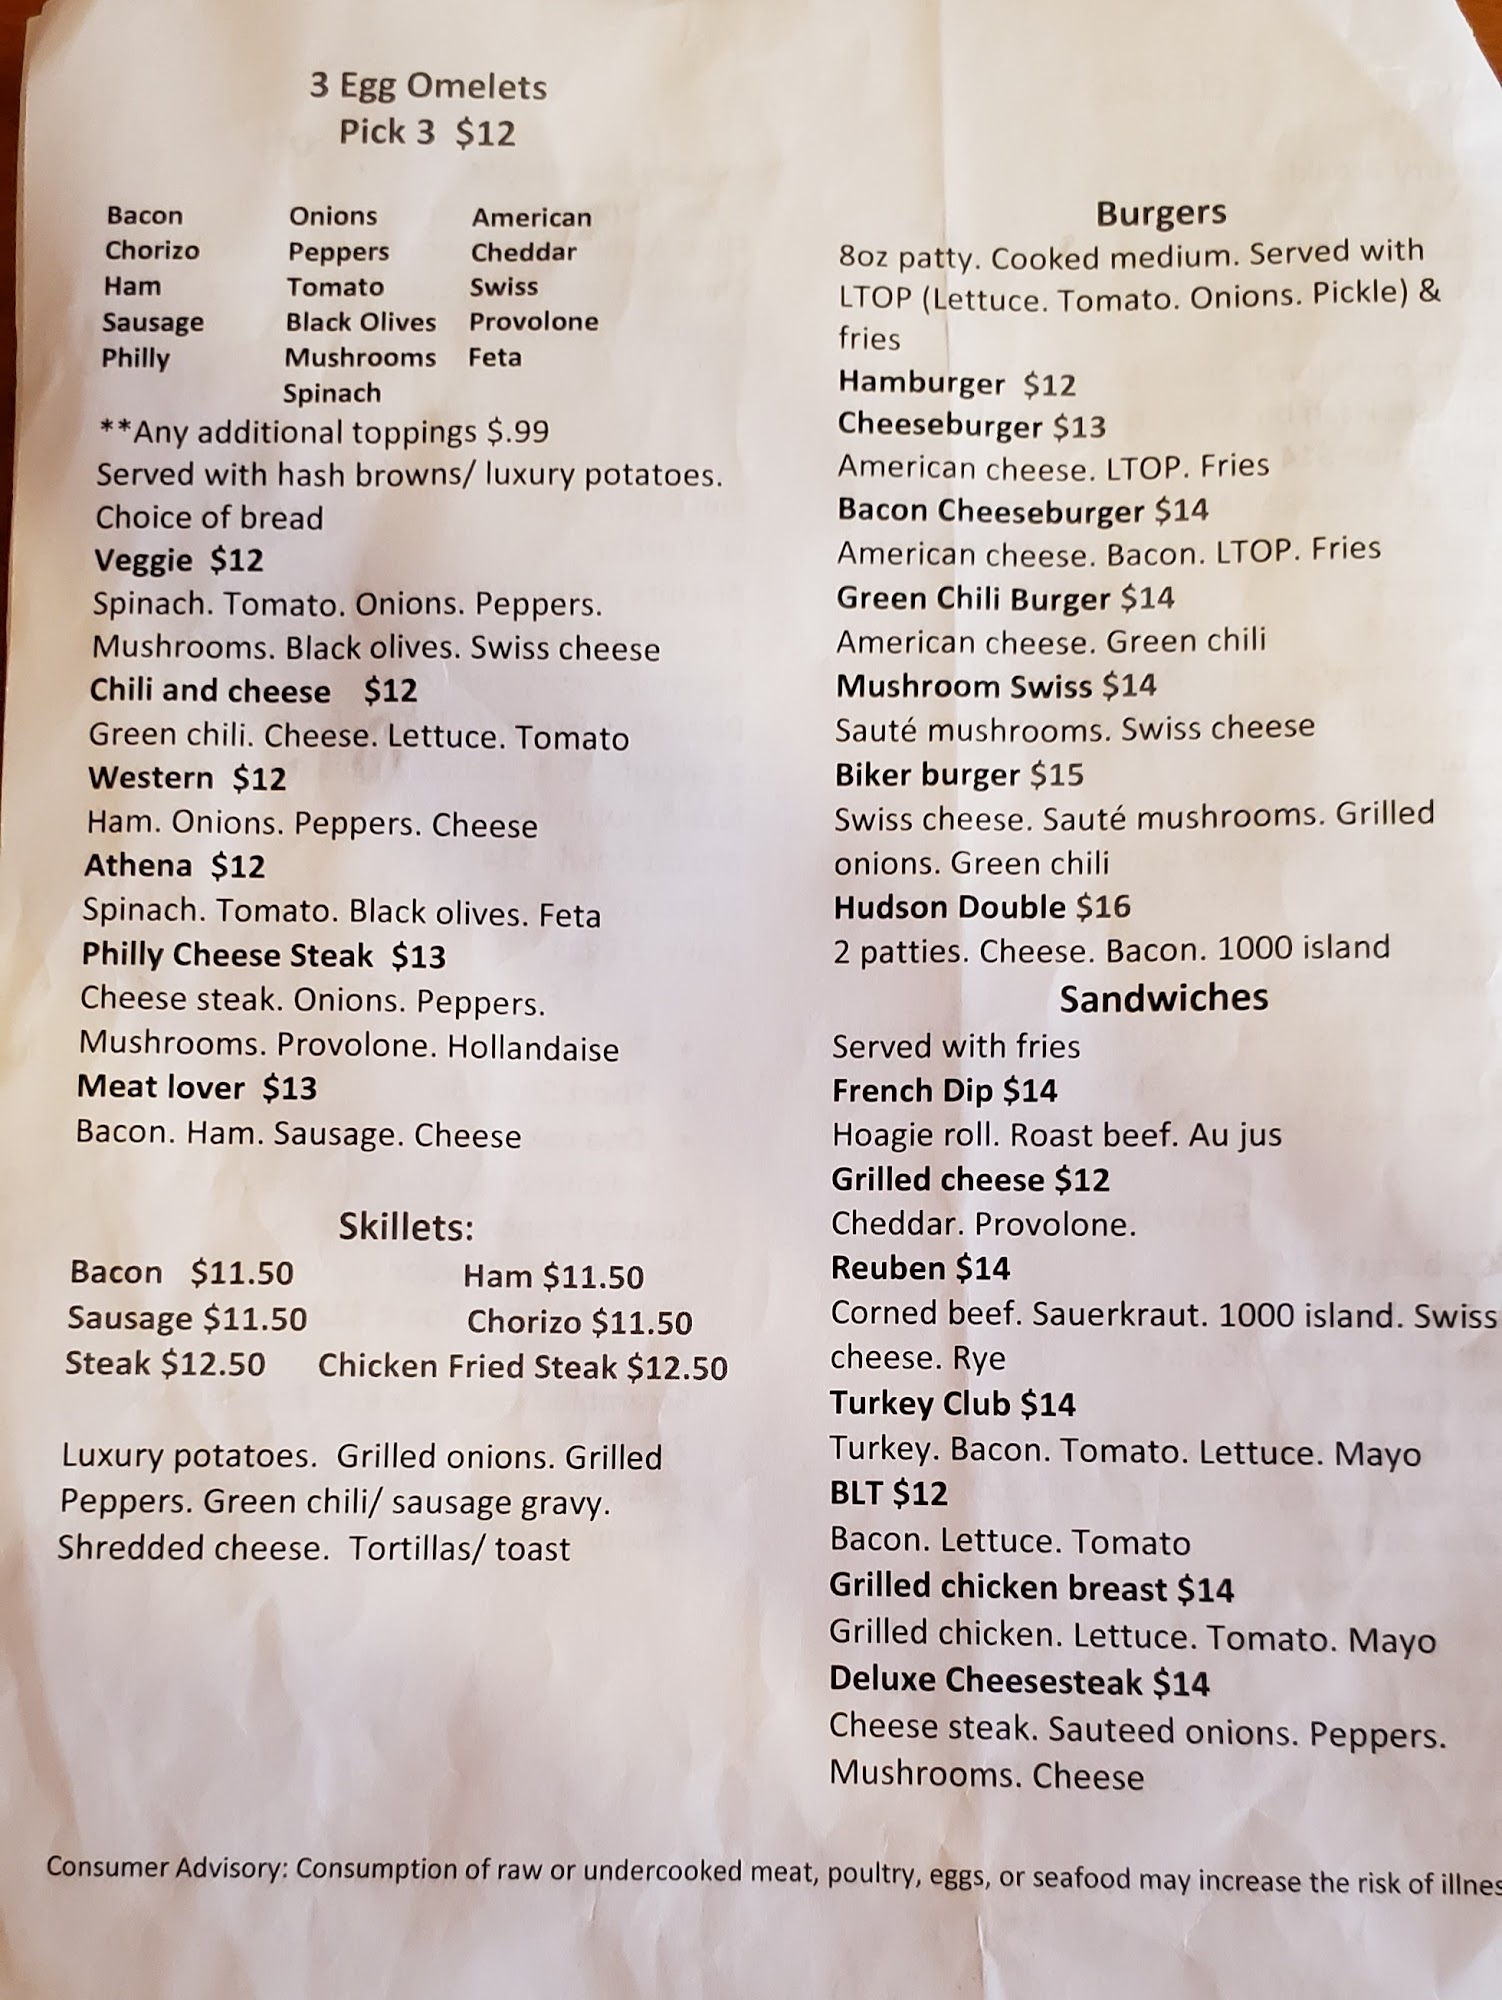 3 Egg Omelets
Pick 3 $12
Bacon Onions American
Chorizo Peppers Cheddar
Ham Tomato Swiss
Sausage Black Olives Provolone
Philly Mushrooms Feta
Spinach
**Any additional toppings $.99
Served with hash browns/ luxury potatoes.
Choice of bread
Veggie $12
Spinach. Tomato. Onions. Peppers.
Mushrooms. Black olives. Swiss cheese
Chili and cheese $12
Green chili. Cheese. Lettuce. Tomato
Western $12
Ham. Onions. Peppers. Cheese
Athena $12
Spinach. Tomato. Black olives. Feta
Philly Cheese Steak $13
Cheese steak. Onions. Peppers.
Mushrooms. Provolone. Hollandaise
Meat lover $13
Bacon. Ham. Sausage. Cheese
Skillets:
Bacon $11.50 Ham $11.50
Sausage $11.50 Chorizo $11.50
Steak $12.50 Chicken Fried Steak $12.50
Luxury potatoes. Grilled onions. Grilled
Peppers. Green chili/ sausage gravy.
Shredded cheese. Tortillas/ toast
Burgers
8oz patty. Cooked medium. Served with
LTOP (Lettuce. Tomato. Onions. Pickle) &
fries
Hamburger $12
Cheeseburger $13
American cheese. LTOP. Fries
Bacon Cheeseburger $14
American cheese. Bacon. LTOP. Fries
Green Chili Burger $14
American cheese. Green chili
Mushroom Swiss $14
Sauté mushrooms. Swiss cheese
Biker burger $15
Swiss cheese. Sauté mushrooms. Grilled
onions. Green chili
Hudson Double $16
2 patties. Cheese. Bacon. 1000 island
Sandwiches
Served with fries
French Dip $14
Hoagie roll. Roast beef. Au jus
Grilled cheese $12
Cheddar. Provolone.
Reuben $14
Corned beef. Sauerkraut. 1000 island. Swiss
cheese. Rye
Turkey Club $14
Turkey. Bacon. Tomato. Lettuce. Mayo
BLT $12
Bacon. Lettuce. Tomato
Grilled chicken breast $14
Grilled chicken. Lettuce. Tomato. Mayo
Deluxe Cheesesteak $14
Cheese steak. Sauteed onions. Peppers.
Mushrooms. Cheese
Consumer Advisory: Consumption of raw or undercooked meat, poultry, eggs, or seafood may increase the risk of illnes